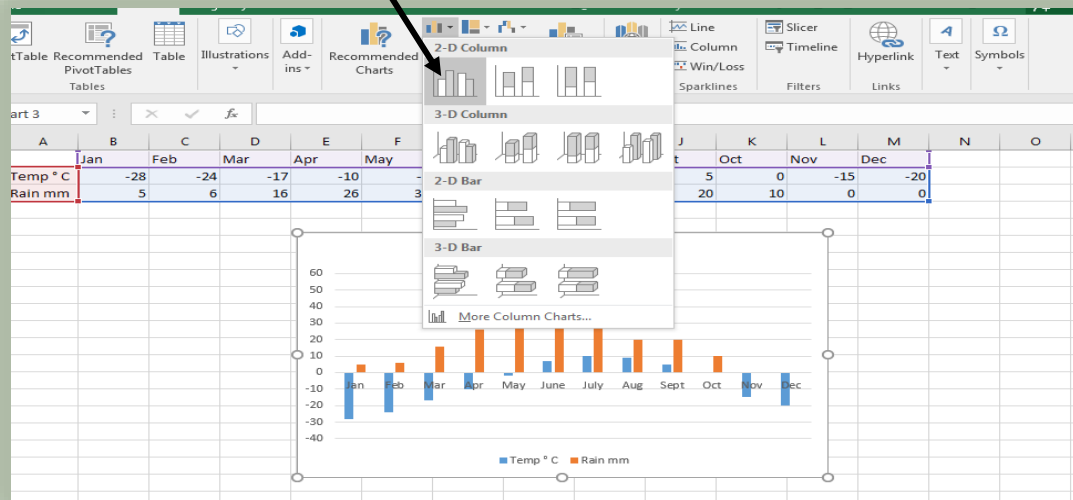 Line
Slicer
Column
Timeline
Win/Loss
Table Recommended PivotTables
Table
Illustrations
Add-ins
Recommended Charts
Hyperlink
Text
Symbols
Tables
Sparklines
Filters
Links
2-D Column
3-D Column
2-D Bar
3-D Bar
More Column Charts...
art 3
fx
A B C D E F J K L M N O
Jan Feb Mar Apr May t Oct Nov Dec
Temp ° C -28 -24 -17 -10 - 5 0 -15 -20
Rain mm 5 6 16 26 3 20 10 0 0
60
50
40
30
20
10
0
-10
-20
-30
-40
Jan Feb Mar Apr May June July Aug Sept Oct Nov Dec
Temp ° C Rain mm